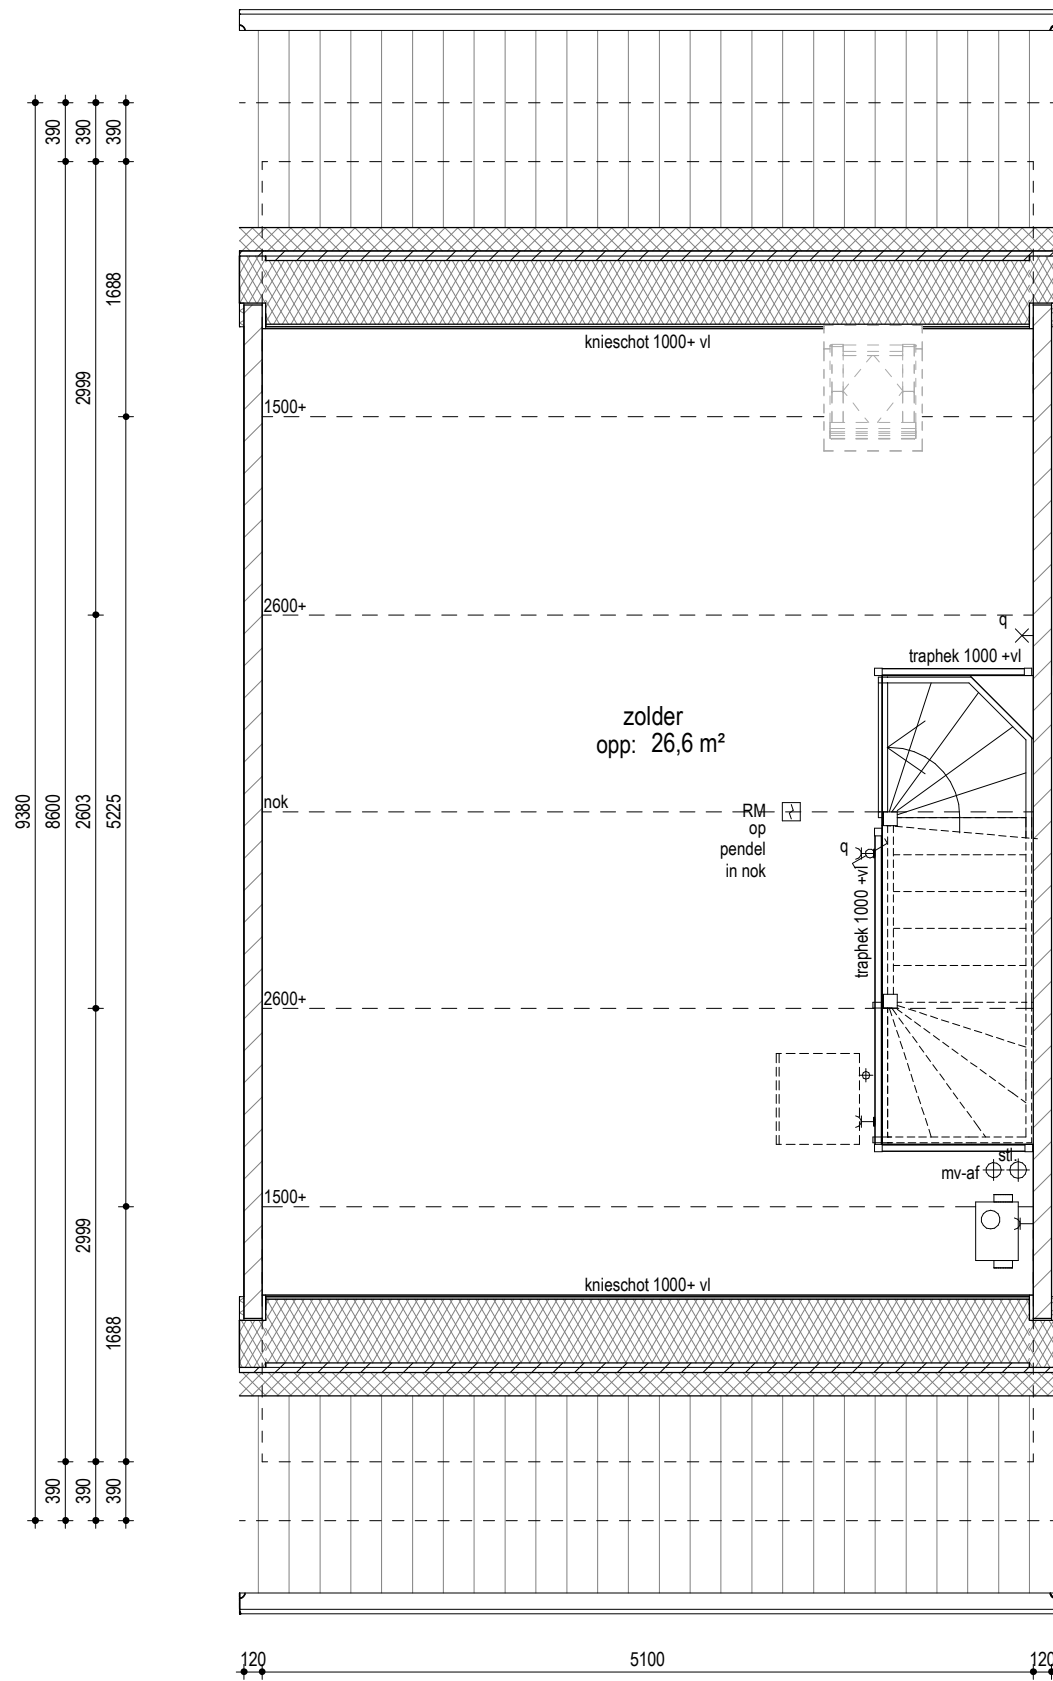 390
390
390
knieschot 1000+ vl
1688
2999
1500+
2600+
q
traphek 1000 +vl
zolder
opp: 26,6 m²
nok
RM
op
pendel
in nok
q
traphek 1000 +vl
9380
8600
2603
5225
2600+
stl.
mv-af
1500+
2999
knieschot 1000+ vl
1688
390
390
390
120
5100
120